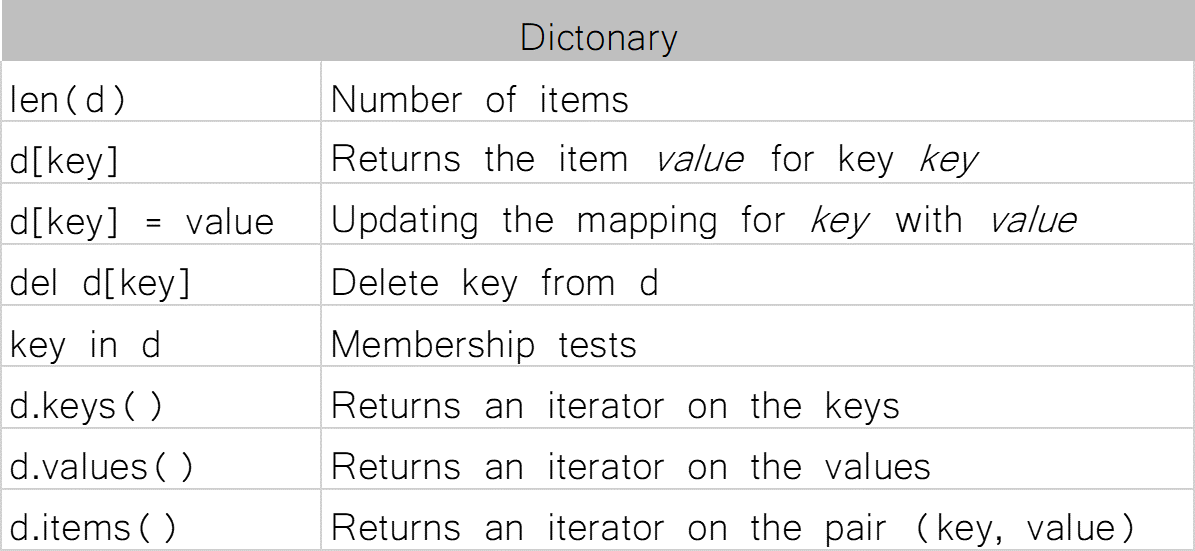 Dictonary
len(d) Number of items
d[key] Returns the item value for key key
d[key] = value Updating the mapping for key with value
del d[key] Delete key from d
key in d Membership tests
d.keys() Returns an iterator on the keys
d.values() Returns an iterator on the values
d.items() Returns an iterator on the pair (key, value)